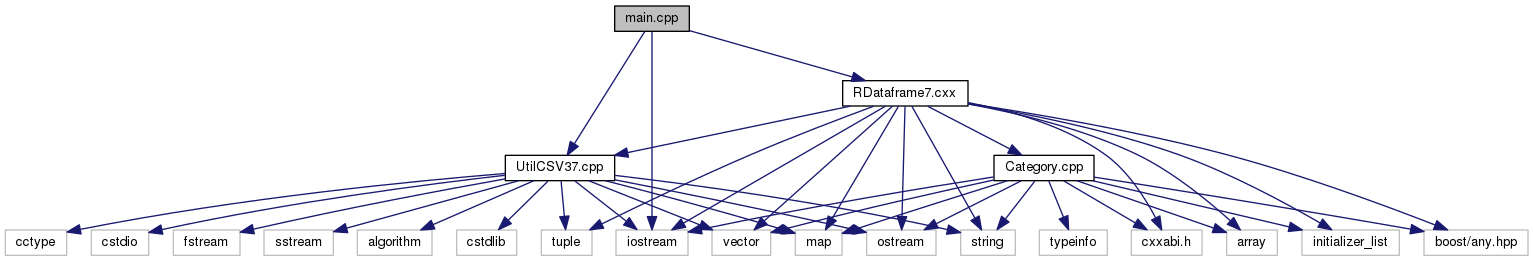 main.cpp
RDataframe7.cxx
UtilCSV37.cpp
Category.cpp
cctype
cstdio
fstream
sstream
algorithm
cstdlib
tuple
iostream
vector
map
ostream
string
typeinfo
cxxabi.h
array
initializer_list
boost/any.hpp